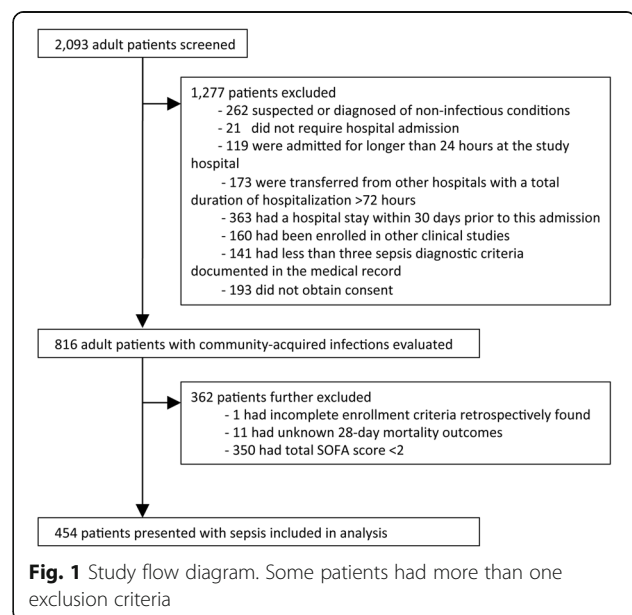 2,093 adult patients screened
1,277 patients excluded
- 262 suspected or diagnosed of non-infectious conditions
- 21 did not require hospital admission
- 119 were admitted for longer than 24 hours at the study
hospital
- 173 were transferred from other hospitals with a total
duration of hospitalization >72 hours
- 363 had a hospital stay within 30 days prior to this admission
- 160 had been enrolled in other clinical studies
- 141 had less than three sepsis diagnostic criteria
documented in the medical record
- 193 did not obtain consent
816 adult patients with community-acquired infections evaluated
362 patients further excluded
- 1 had incomplete enrollment criteria retrospectively found
- 11 had unknown 28-day mortality outcomes
- 350 had total SOFA score <2
454 patients presented with sepsis included in analysis
Fig. 1 Study flow diagram. Some patients had more than one
exclusion criteria